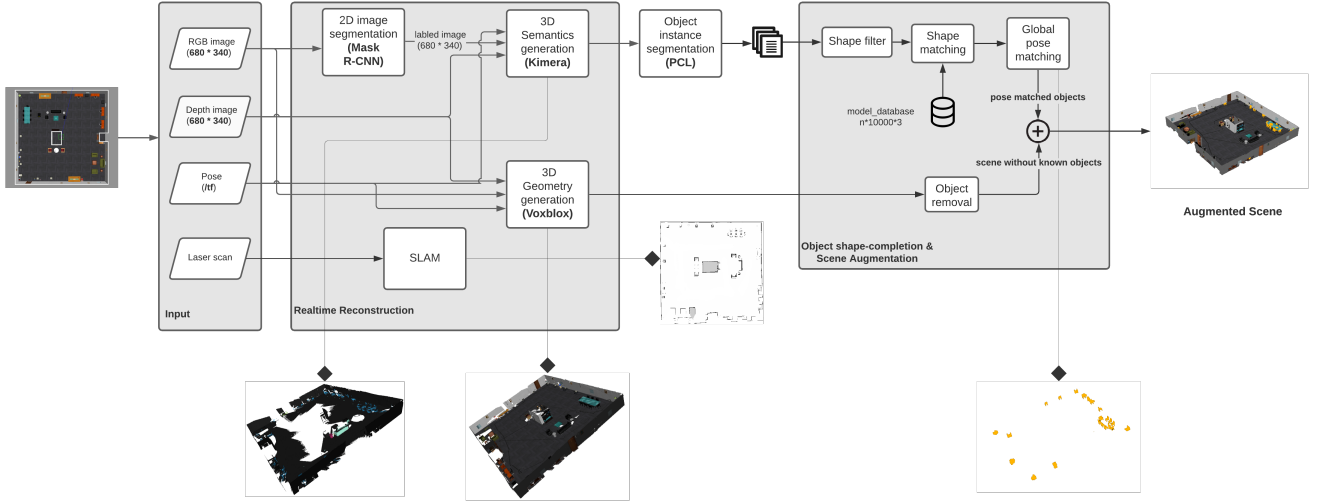 RGB image
(680 * 340)
Depth image
(680 * 340)
Pose
(/tf)
Laser scan
Input
2D image
segmentation
(Mask
R-CNN)
labled image
(680 * 340)
3D
Semantics
generation
(Kimera)
3D
Geometry
generation
(Voxblox)
SLAM
Realtime Reconstruction
Object
instance
segmentation
(PCL)
Shape filter
Shape
matching
Global
pose
matching
model_database
n*10000*3
pose matched objects
scene without known objects
Object
removal
Object shape-completion &
Scene Augmentation
Augmented Scene